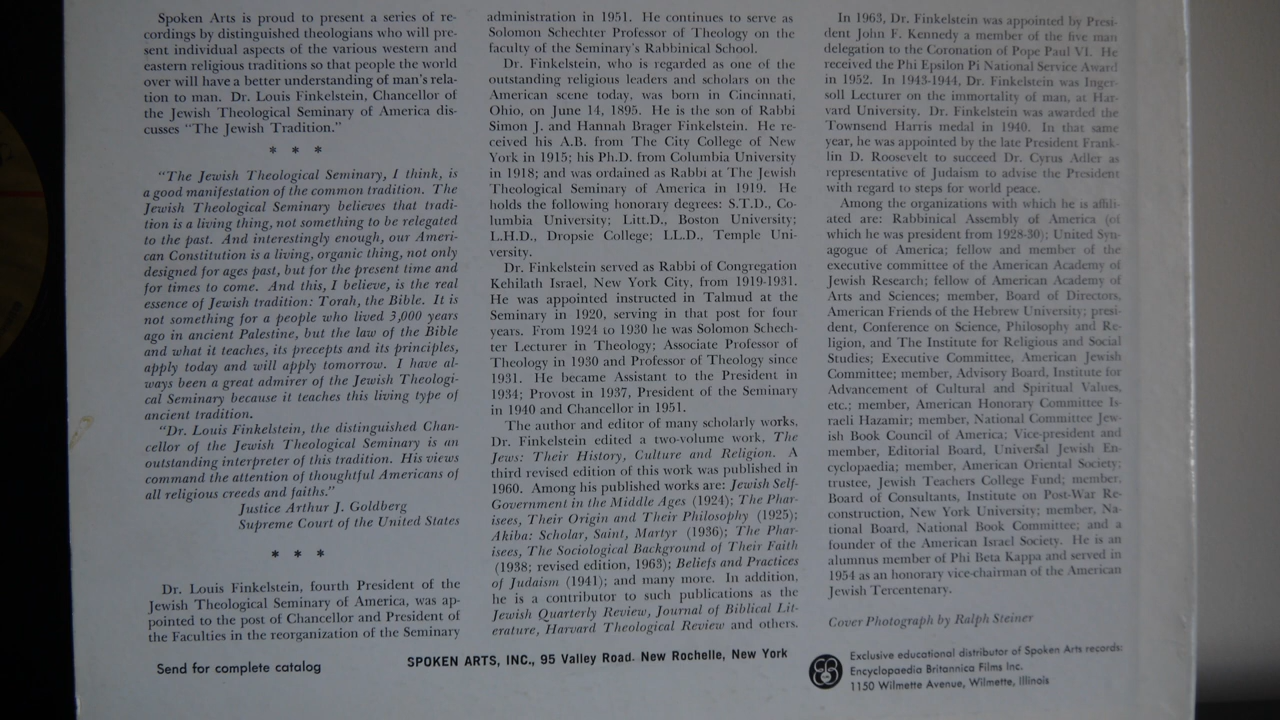 Spoken Arts is proud to present a series of re-
cordings by distinguished theologians who will pre-
sent individual aspects of the various western and
eastern religious traditions so that people the world
over will have a better understanding of man's rela-
tion to man. Dr. Louis Finkelstein, Chancellor of
the Jewish Theological Seminary of America dis-
cusses "The Jewish Tradition."
* * *
"The Jewish Theological Seminary, I think, is
a good manifestation of the common tradition. The
Jewish Theological Seminary believes that tradi-
tion is a living thing, not something to be relegated
to the past. And interestingly enough, our Ameri-
can Constitution is a living, organic thing, not only
designed for ages past, but for the present time and
for times to come. And this, I believe, is the real
essence of Jewish tradition: Torah, the Bible. It is
not something for a people who lived 3,000 years
ago in ancient Palestine, but the law of the Bible
and what it teaches, its precepts and its principles,
apply today and will apply tomorrow. I have al-
ways been a great admirer of the Jewish Theologi-
cal Seminary because it teaches this living type of
ancient tradition.
"Dr. Louis Finkelstein, the distinguished Chan-
cellor of the Jewish Theological Seminary is an
outstanding interpreter of this tradition. His views
command the attention of thoughtful Americans of
all religious creeds and faiths."
Justice Arthur J. Goldberg
Supreme Court of the United States
* * *
Dr. Louis Finkelstein, fourth President of the
Jewish Theological Seminary of America, was ap-
pointed to the post of Chancellor and President of
the Faculties in the reorganization of the Seminary
administration in 1951. He continues to serve as
Solomon Schechter Professor of Theology on the
faculty of the Seminary's Rabbinical School.
Dr. Finkelstein, who is regarded as one of the
outstanding religious leaders and scholars on the
American scene today, was born in Cincinnati,
Ohio, on June 14, 1895. He is the son of Rabbi
Simon J. and Hannah Brager Finkelstein. He re-
ceived his A.B. from The City College of New
York in 1915; his Ph.D. from Columbia University
in 1918; and was ordained as Rabbi at The Jewish
Theological Seminary of America in 1919. He
holds the following honorary degrees: S.T.D., Co-
lumbia University; Litt.D., Boston University;
L.H.D., Dropsie College; LL.D., Temple Uni-
versity.
Dr. Finkelstein served as Rabbi of Congregation
Kehilath Israel, New York City, from 1919-1931.
He was appointed instructed in Talmud at the
Seminary in 1920, serving in that post for four
years. From 1924 to 1930 he was Solomon Schech-
ter Lecturer in Theology; Associate Professor of
Theology in 1930 and Professor of Theology since
1931. He became Assistant to the President in
1934; Provost in 1937, President of the Seminary
in 1940 and Chancellor in 1951.
The author and editor of many scholarly works,
Dr. Finkelstein edited a two-volume work, The
Jews: Their History, Culture and Religion. A
third revised edition of this work was published in
1960. Among his published works are: Jewish Self-
Government in the Middle Ages (1924); The Phar-
isees, Their Origin and Their Philosophy (1925);
Akiba: Scholar, Saint, Martyr (1936); The Phar-
isees, The Sociological Background of Their Faith
(1938; revised edition, 1963); Beliefs and Practices
of Judaism (1941); and many more. In addition,
he is a contributor to such publications as the
Jewish Quarterly Review, Journal of Biblical Lit-
erature, Harvard Theological Review and others.
In 1963, Dr. Finkelstein was appointed by Presi-
dent John F. Kennedy a member of the five man
delegation to the Coronation of Pope Paul VI. He
received the Phi Epsilon Pi National Service Award
in 1952. In 1943-1944, Dr. Finkelstein was Inger-
soll Lecturer on the immortality of man, at Har-
vard University. Dr. Finkelstein was awarded the
Townsend Harris medal in 1940. In that same
year, he was appointed by the late President Frank-
lin D. Roosevelt to succeed Dr. Cyrus Adler as
representative of Judaism to advise the President
with regard to steps for world peace.
Among the organizations with which he is affili-
ated are: Rabbinical Assembly of America (of
which he was president from 1928-30); United Syn-
agogue of America; fellow and member of the
executive committee of the American Academy of
Jewish Research; fellow of American Academy of
Arts and Sciences; member, Board of Directors,
American Friends of the Hebrew University; presi-
dent, Conference on Science, Philosophy and Re-
ligion, and The Institute for Religious and Social
Studies; Executive Committee, American Jewish
Committee; member, Advisory Board, Institute for
Advancement of Cultural and Spiritual Values,
etc.; member, American Honorary Committee Is-
raeli Hazamir; member, National Committee Jew-
ish Book Council of America; Vice-president and
member, Editorial Board, Universal Jewish En-
cyclopaedia; member, American Oriental Society;
trustee, Jewish Teachers College Fund; member,
Board of Consultants, Institute on Post-War Re-
construction, New York University; member, Na-
tional Board, National Book Committee; and a
founder of the American Israel Society. He is an
alumnus member of Phi Beta Kappa and served in
1954 as an honorary vice-chairman of the American
Jewish Tercentenary.
Cover Photograph by Ralph Steiner
Send for complete catalog
SPOKEN ARTS, INC., 95 Valley Road. New Rochelle, New York
Exclusive educational distributor of Spoken Arts records:
Encyclopaedia Britannica Films Inc.
1150 Wilmette Avenue, Wilmette, Illinois